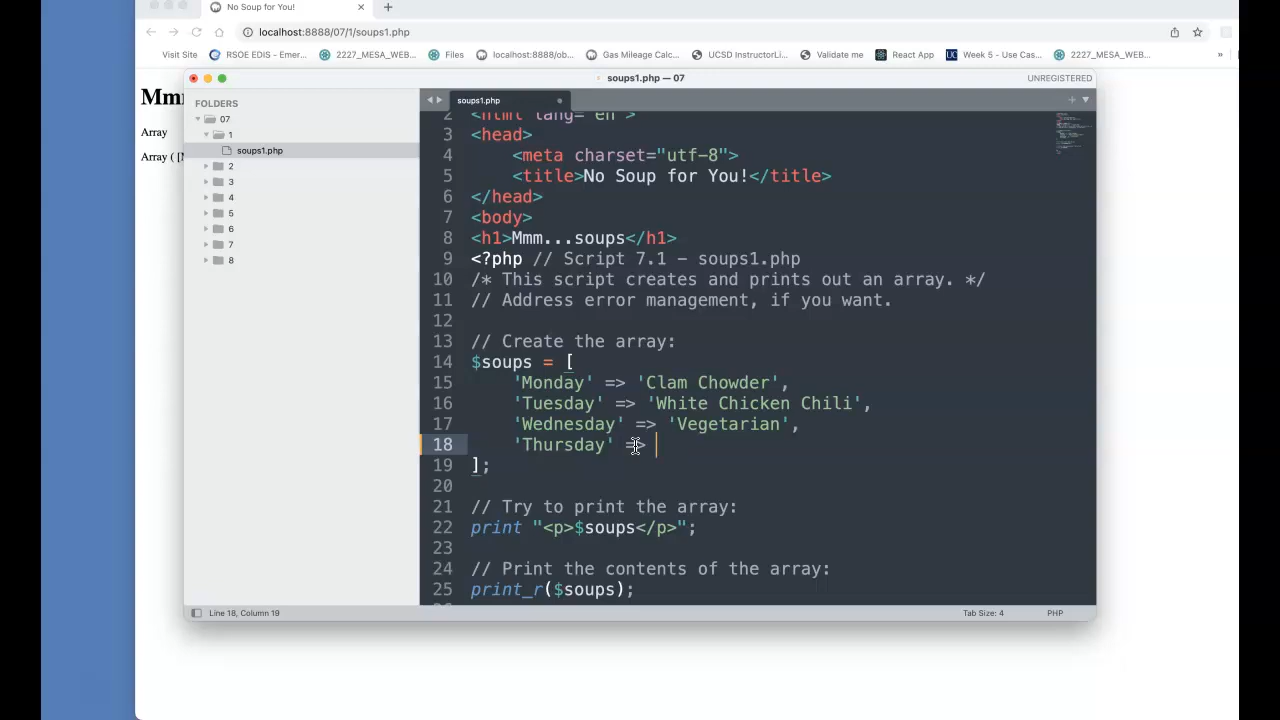 No Soup for You!
localhost:8888/07/1/soups1.php
Visit Site RSOE EDIS - Emer... 2227_MESA_WEB... Files localhost:8888/ob... Gas Mileage Calc... UCSD InstructorLi... Validate me React App Week 5 - Use Cas... 2227_MESA_WEB... »
soups1.php — 07
UNREGISTERED
Array
Array (
FOLDERS
07
1
soups1.php
2
3
4
5
6
7
8
soups1.php
2 <html lang="en">
3 <head>
4 <meta charset="utf-8">
5 <title>No Soup for You!</title>
6 </head>
7 <body>
8 <h1>Mmm...soups</h1>
9 <?php // Script 7.1 - soups1.php
10 /* This script creates and prints out an array. */
11 // Address error management, if you want.
12
13 // Create the array:
14 $soups = [
15 'Monday' => 'Clam Chowder',
16 'Tuesday' => 'White Chicken Chili',
17 'Wednesday' => 'Vegetarian',
18 'Thursday' =>
19 ];
20
21 // Try to print the array:
22 print "<p>$soups</p>";
23
24 // Print the contents of the array:
25 print_r($soups);
Line 18, Column 19
Tab Size: 4
PHP